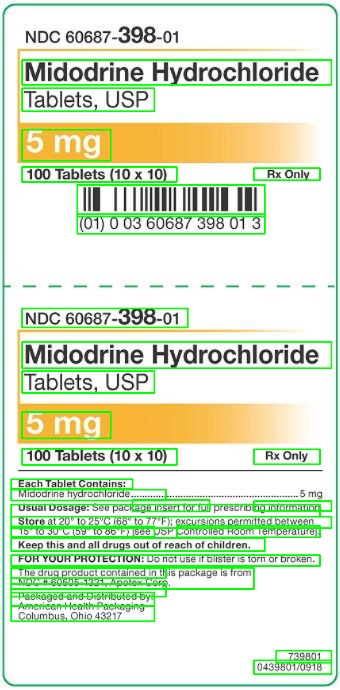 NDC 60687-398-01
Midodrine Hydrochloride
Tablets, USP
5 mg
100 Tablets (10 x 10) Rx Only
(01) 0 03 60687 398 01 3
NDC 60687-398-01
Midodrine Hydrochloride
Tablets, USP
5 mg
100 Tablets (10 x 10) Rx Only
Each Tablet Contains:
Midodrine hydrochloride............................................................5 mg
Usual Dosage: See package insert for full prescribing information.
Store at 20° to 25°C (68° to 77°F); excursions permitted between
15° to 30°C (59° to 86°F) [see USP Controlled Room Temperature].
Keep this and all drugs out of reach of children.
FOR YOUR PROTECTION: Do not use if blister is torn or broken.
The drug product contained in this package is from
NDC # 60505-1321, Apotex Corp.
Packaged and Distributed by:
American Health Packaging
Columbus, Ohio 43217
739801
0439801/0918